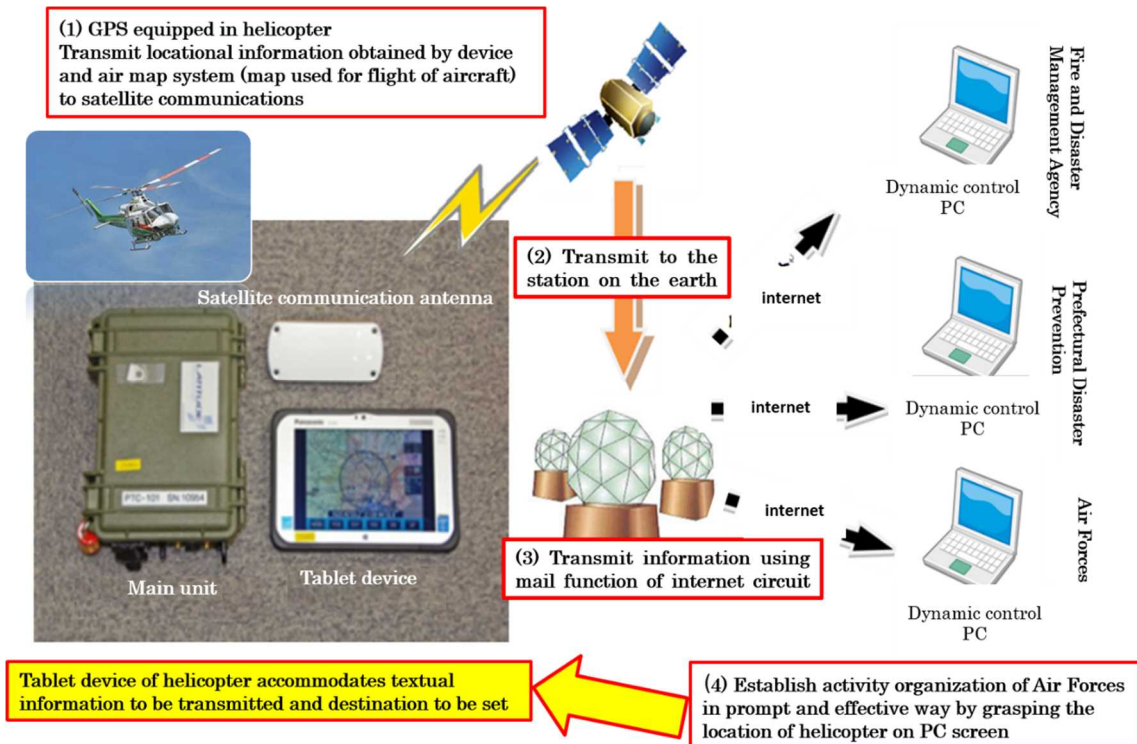 (1) GPS equipped in helicopter
Transmit locational information obtained by device
and air map system (map used for flight of aircraft)
to satellite communications
Fire and Disaster
Management Agency
Dynamic control
PC
(2) Transmit to the
station on the earth
internet
Satellite communication antenna
Prefectural Disaster
Prevention
internet
Dynamic control
PC
LATITUDE
Panasonic
PTC-101 SN:10954
internet
Air Forces
(3) Transmit information using
mail function of internet circuit
Main unit
Tablet device
Dynamic control
PC
Tablet device of helicopter accommodates textual
information to be transmitted and destination to be set
(4) Establish activity organization of Air Forces
in prompt and effective way by grasping the
location of helicopter on PC screen